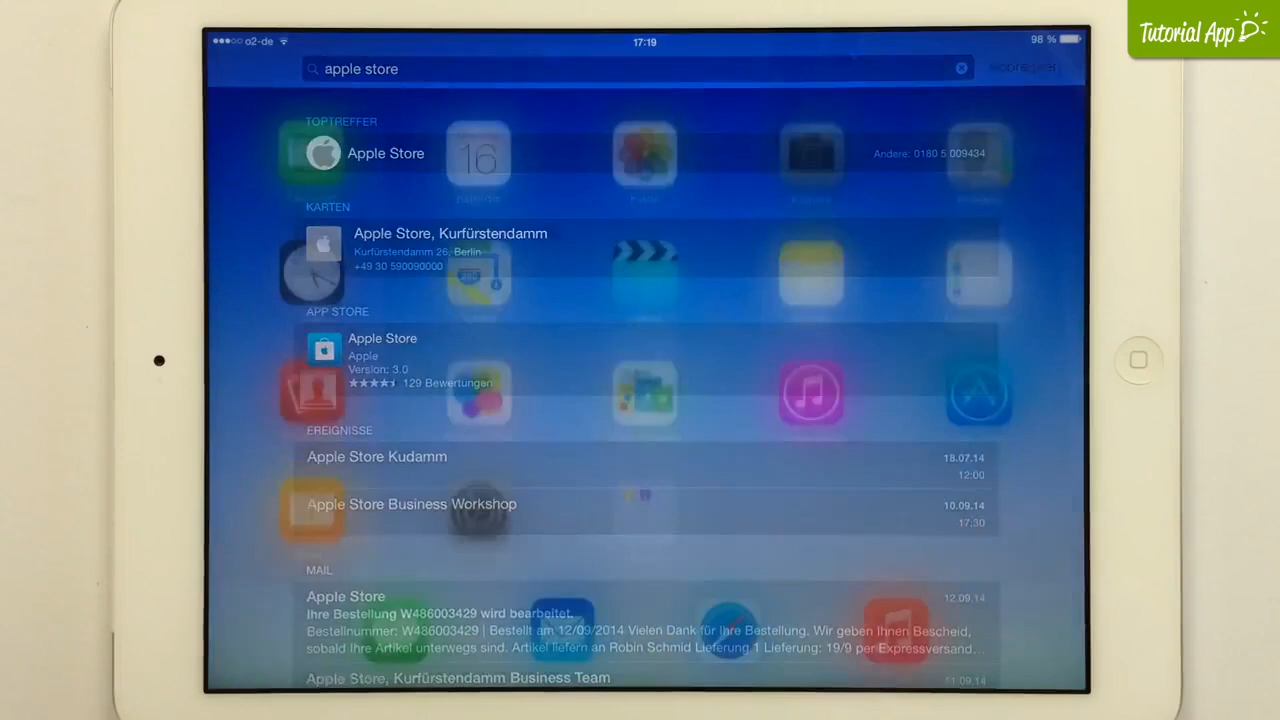 Tutorial App
a2-de
17:19
98 %
apple store
TOPTREFFER
Apple Store
Andere: 0180 5 009434
16
KARTEN
Apple Store, Kurfürstendamm
Kurfürstendamm 26, Berlin
+49 30 590090000
APP STORE
Apple Store
Apple
Version: 3.0
129 Bewertungen
EREIGNISSE
Apple Store Kudamm
18.07.14
12:00
Apple Store Business Workshop
10.09.14
17:30
MAIL
Apple Store
12.09.14
Ihre Bestellung W486003429 wird bearbeitet.
Bestellnummer: W486003429 | Bestellt am 12/09/2014 Vielen Dank für Ihre Bestellung. Wir geben Ihnen Bescheid,
sobald Ihre Artikel unterwegs sind. Artikel liefern an Robin Schmid Lieferung 1 Lieferung: 19/9 per Expressversand…
Apple Store, Kurfürstendamm Business Team
11.09.14